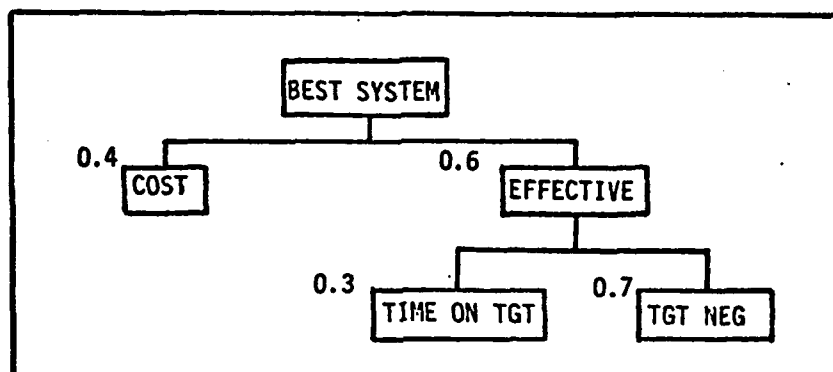 BEST SYSTEM
0.4
0.6
COST
EFFECTIVE
0.3
0.7
TIME ON TGT
TGT NEG